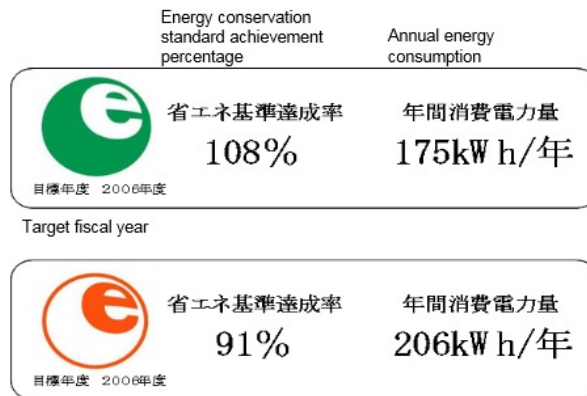 Energy conservation
standard achievement
percentage
Annual energy
consumption
e
省エネ基準達成率
年間消費電力量
108%
175kWh/年
目標年度 2006年度
Target fiscal year
e
省エネ基準達成率
年間消費電力量
91%
206kWh/年
目標年度 2006年度